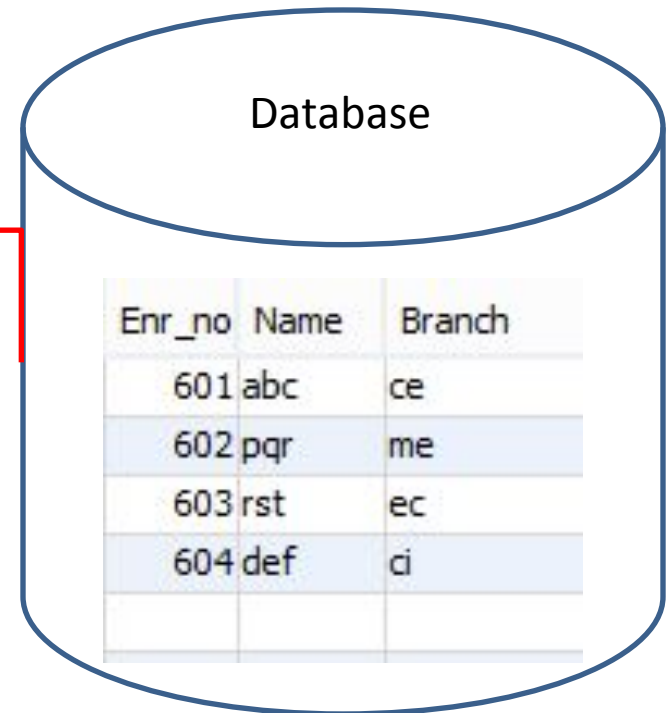 Database
Enr_no Name Branch
601 abc ce
602 pqr me
603 rst ec
604 def ci